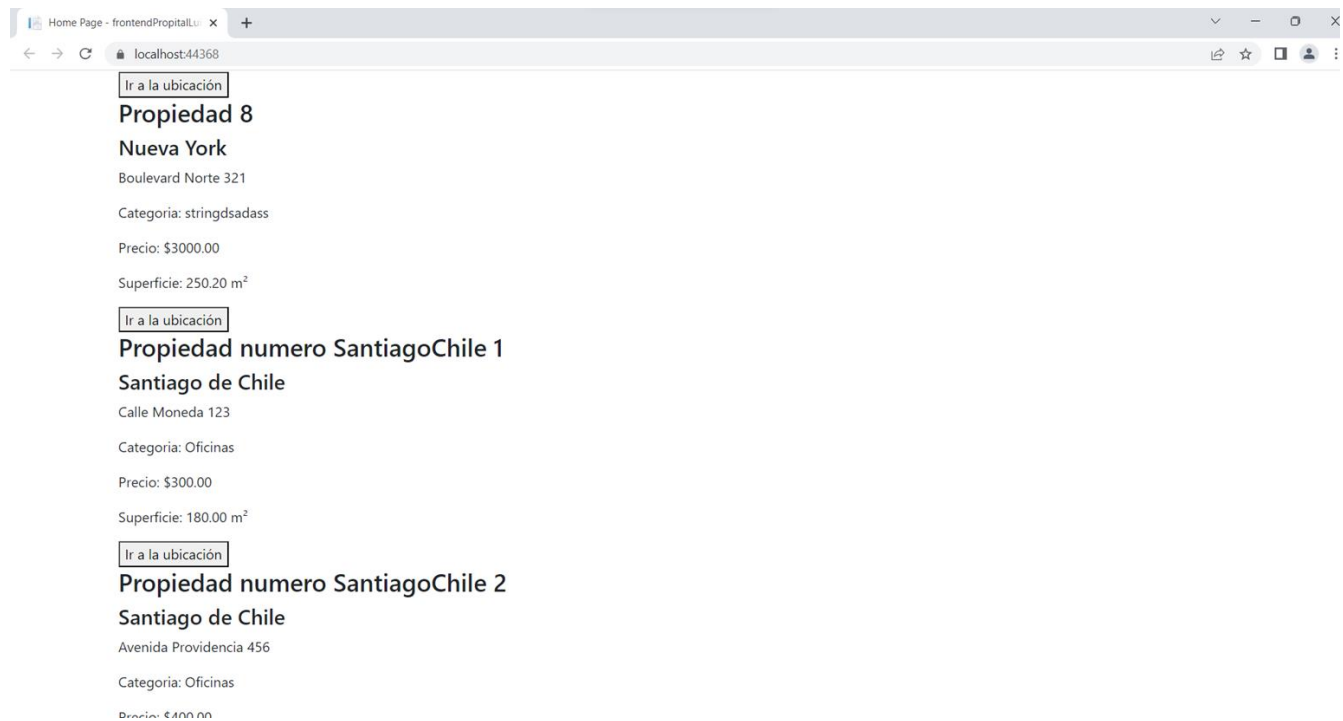 Home Page - frontendPropitalLu
localhost:44368
Ir a la ubicación
Propiedad 8
Nueva York
Boulevard Norte 321
Categoria: stringdsadass
Precio: $3000.00
Superficie: 250.20 m²
Ir a la ubicación
Propiedad numero SantiagoChile 1
Santiago de Chile
Calle Moneda 123
Categoria: Oficinas
Precio: $300.00
Superficie: 180.00 m²
Ir a la ubicación
Propiedad numero SantiagoChile 2
Santiago de Chile
Avenida Providencia 456
Categoria: Oficinas
Precio: $400.00